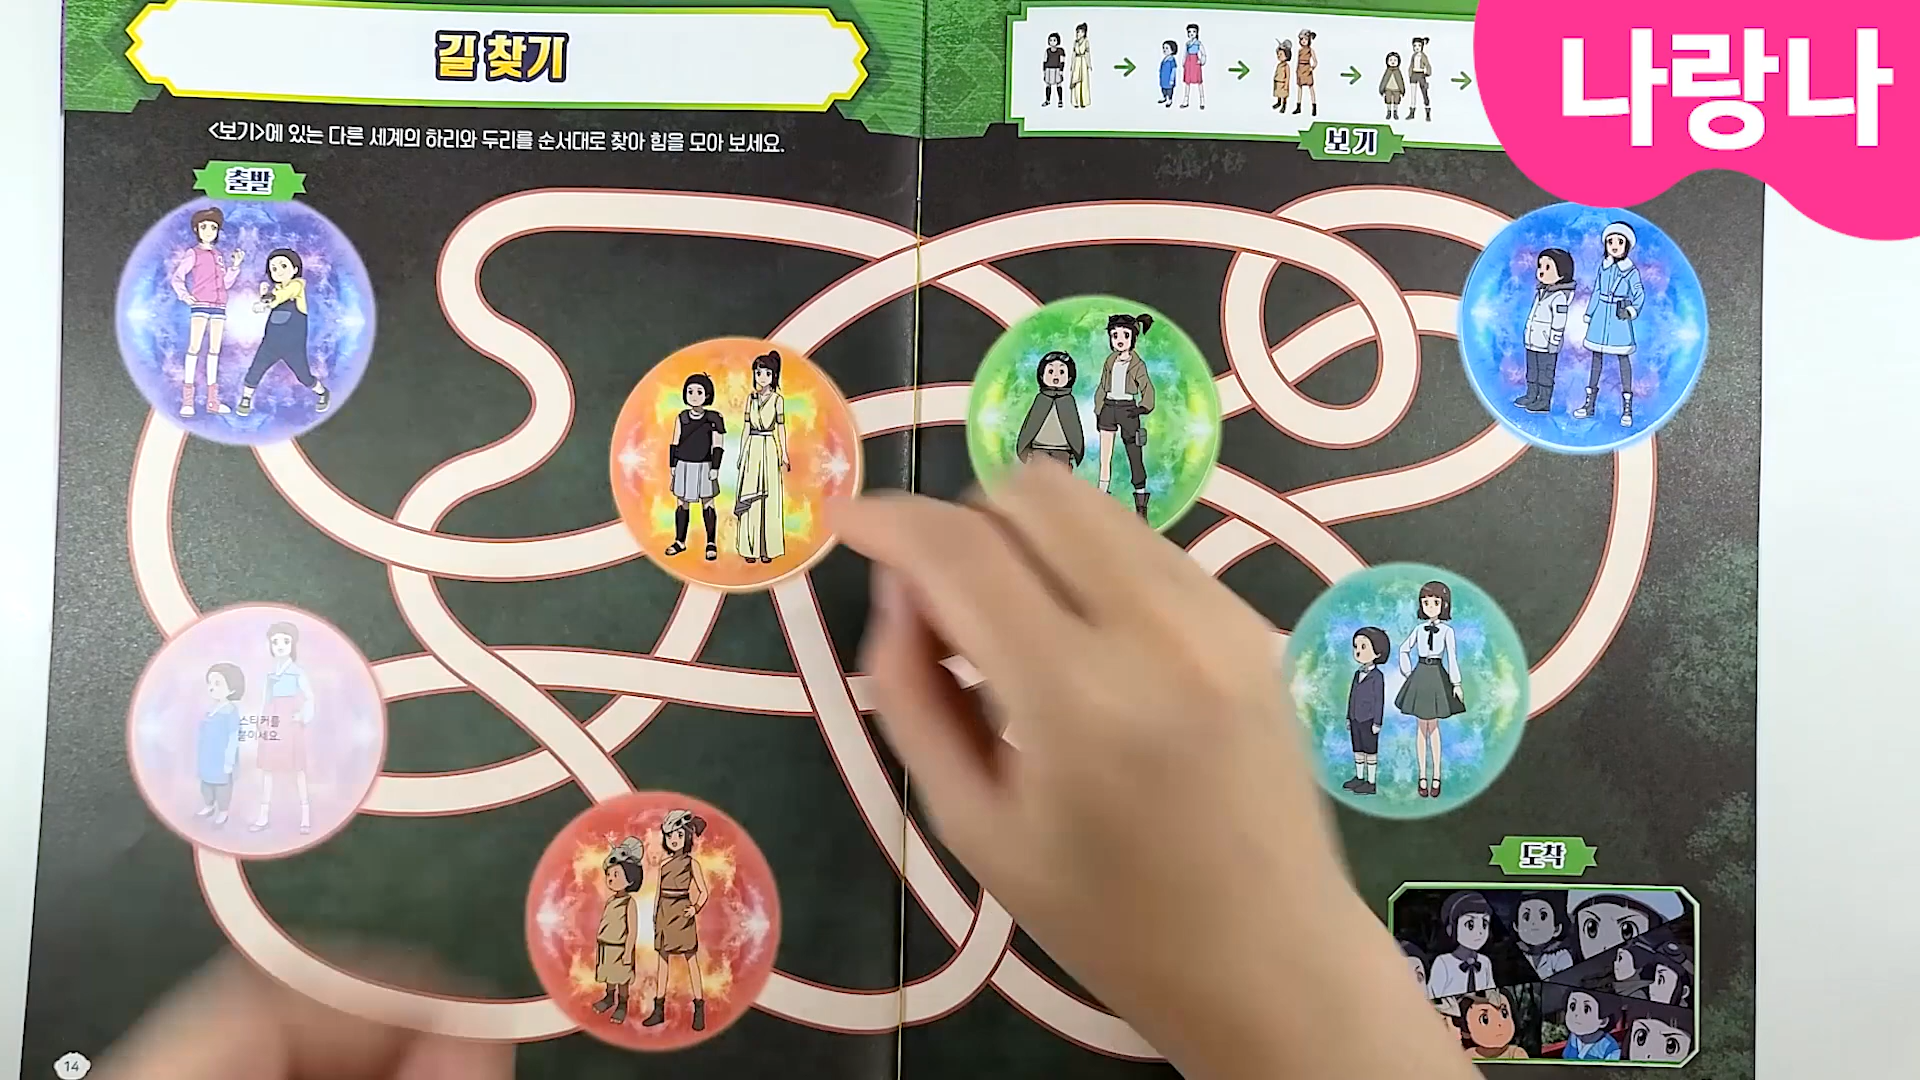 길 찾기
나랑나
<보기>에 있는 다른 세계의 하리와 두리를 순서대로 찾아 힘을 모아 보세요.
보기
출발
스티커를
붙이세요.
도착
14